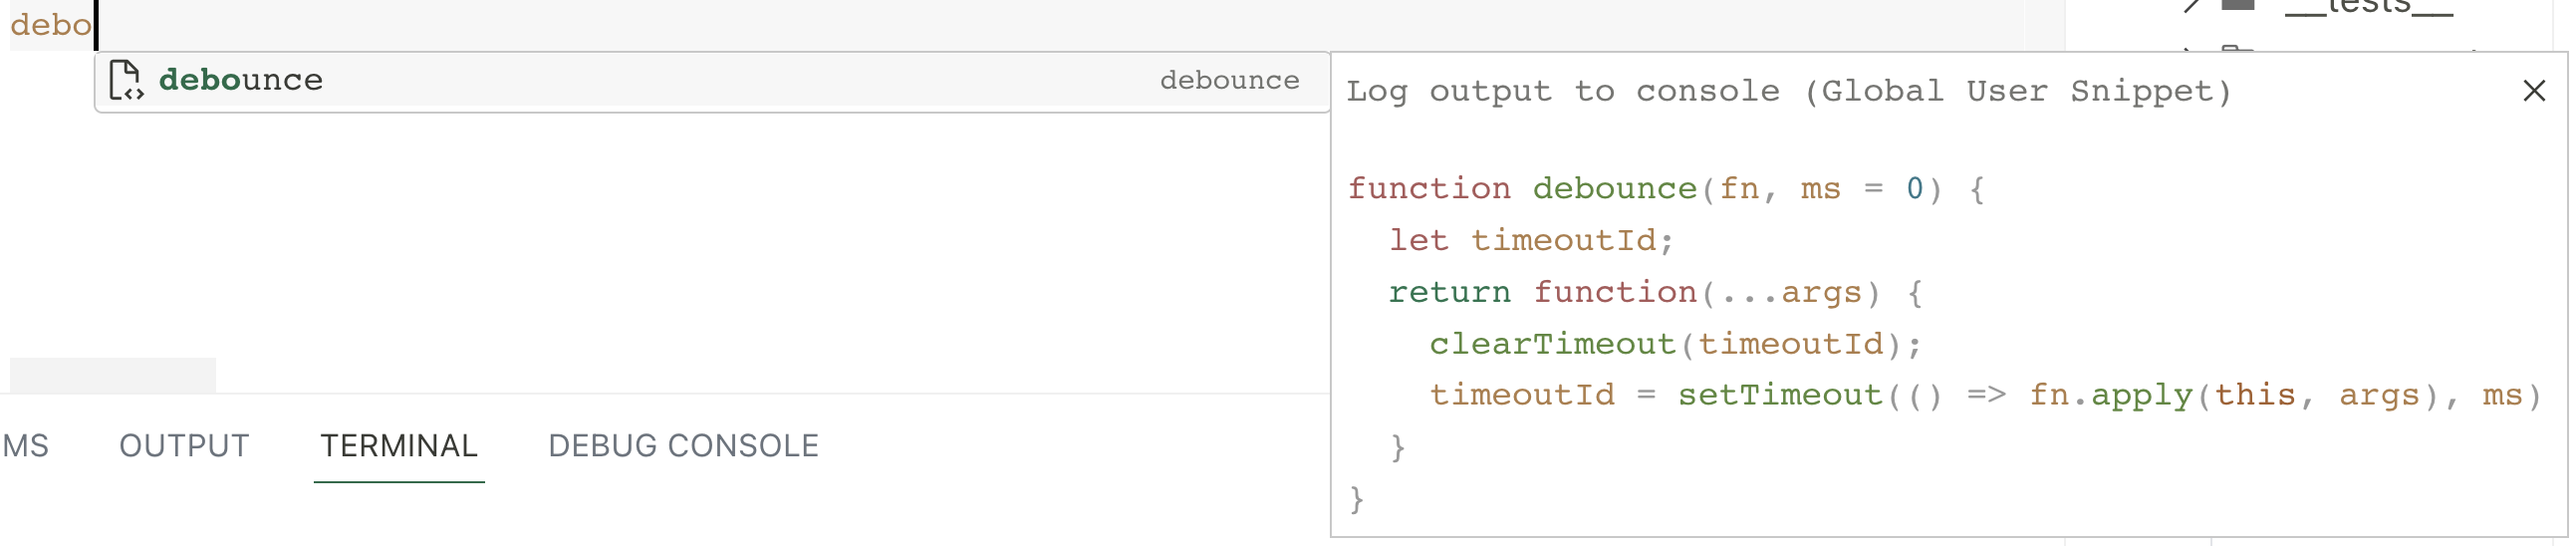 debo
__tests__
debounce debounce
Log output to console (Global User Snippet)
function debounce(fn, ms = 0) {
  let timeoutId;
  return function(...args) {
    clearTimeout(timeoutId);
    timeoutId = setTimeout(() => fn.apply(this, args), ms)
  }
}
MS OUTPUT TERMINAL DEBUG CONSOLE